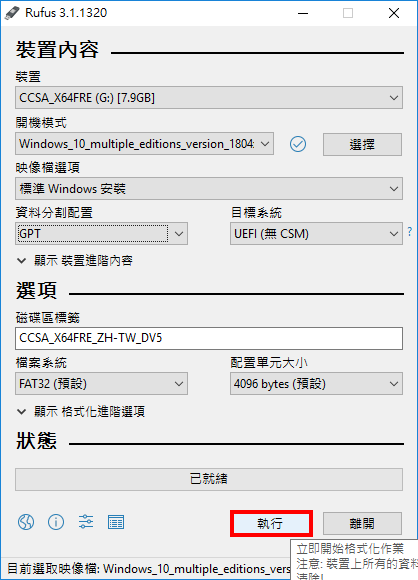 Rufus 3.1.1320
裝置內容
裝置
CCSA_X64FRE (G:) [7.9GB]
開機模式
Windows_10_multiple_editions_version_1804
選擇
映像檔選項
標準 Windows 安裝
資料分割配置 目標系統
GPT UEFI (無 CSM) ?
顯示 裝置進階內容
選項
磁碟區標籤
CCSA_X64FRE_ZH-TW_DV5
檔案系統 配置單元大小
FAT32 (預設) 4096 bytes (預設)
顯示 格式化進階選項
狀態
已就緒
執行 離開
立即開始格式化作業
注意: 裝置上所有的資料
清除!
目前選取映像檔: Windows_10_multiple_editions_vers